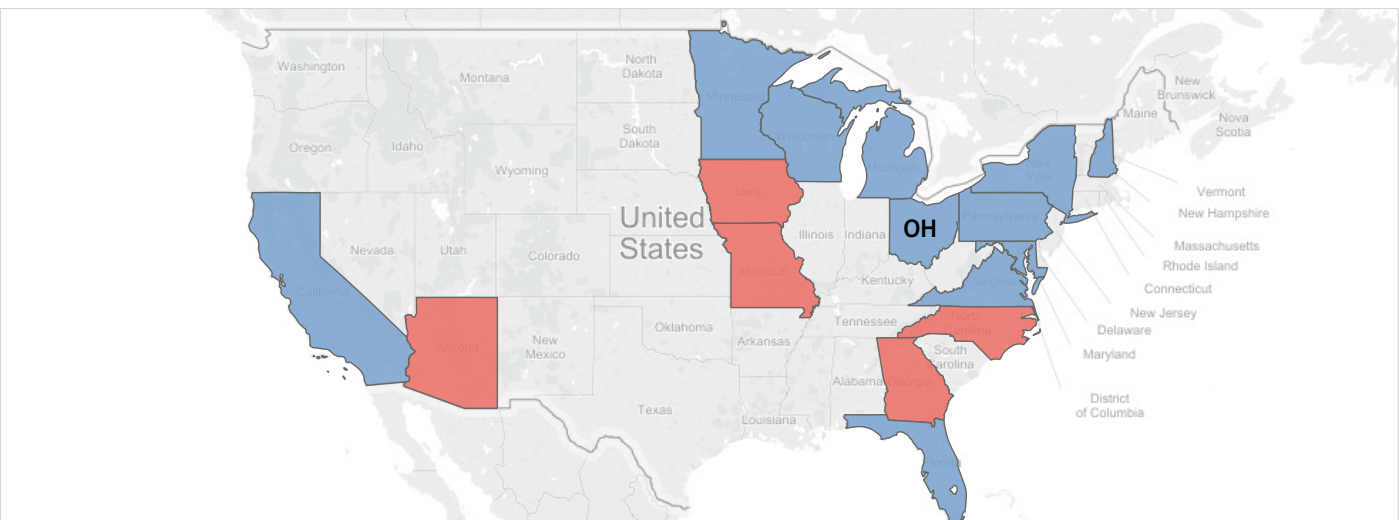 Washington
Montana
North
Dakota
Minnesota
New
Brunswick
Maine
Nova
Scotia
Oregon
Idaho
South
Dakota
Wisconsin
Michigan
New
York
Wyoming
Iowa
Vermont
New Hampshire
Pennsylvania
United
States
Nevada
Utah
Colorado
Illinois
Indiana
OH
Massachusetts
Rhode Island
Connecticut
California
Missouri
Kentucky
Virginia
New Jersey
Delaware
Maryland
Arizona
New
Mexico
Oklahoma
Arkansas
Tennessee
North
Carolina
South
Carolina
Alabama
Georgia
Texas
Louisiana
District
of Columbia
Florida